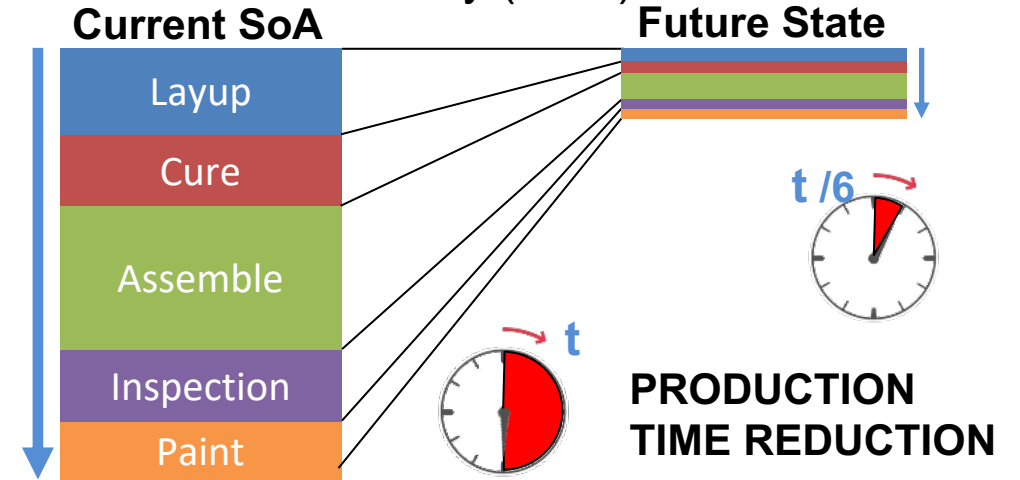 Current SoA
Future State
Layup
Cure
Assemble
Inspection
Paint
t /6
t
PRODUCTION
TIME REDUCTION